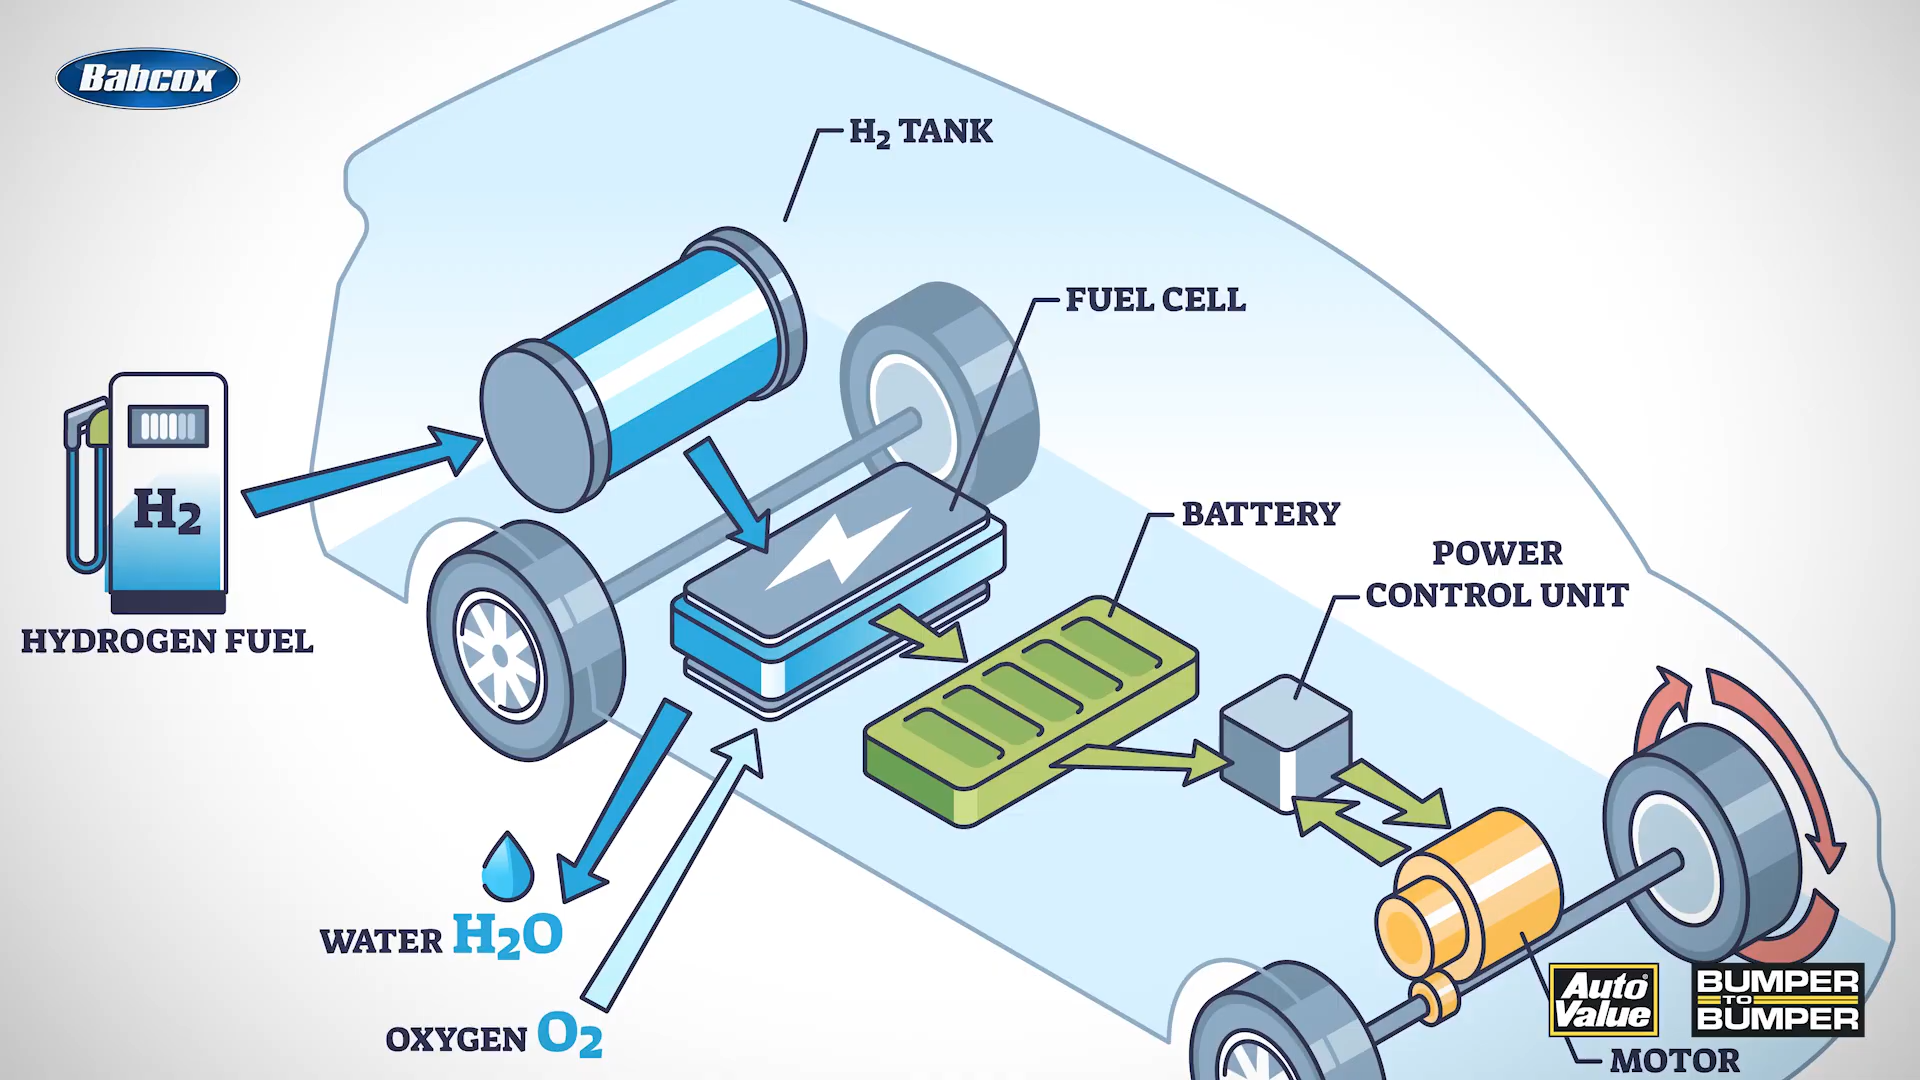 Babcox
H2 TANK
FUEL CELL
H2
HYDROGEN FUEL
BATTERY
POWER
CONTROL UNIT
WATER H2O
OXYGEN O2
Auto
Value
BUMPER
TO
BUMPER
MOTOR